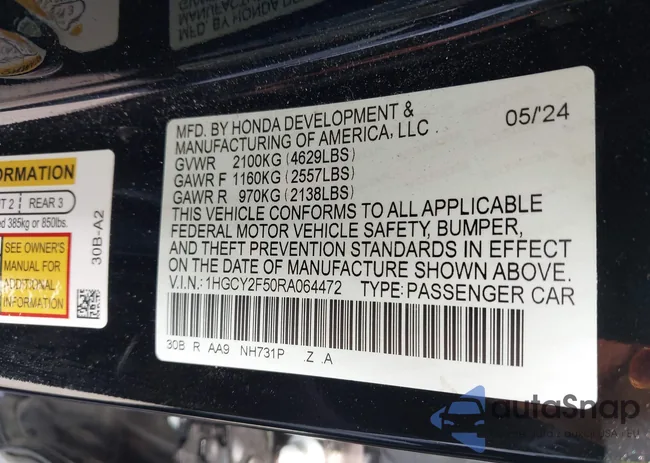 MFD. BY HONDA DEVELOPMENT &
MANUFACTURING OF AMERICA, LLC
05/'24
GVWR 2100KG (4629LBS)
GAWR F 1160KG (2557LBS)
GAWR R 970KG (2138LBS)
THIS VEHICLE CONFORMS TO ALL APPLICABLE
FEDERAL MOTOR VEHICLE SAFETY, BUMPER,
AND THEFT PREVENTION STANDARDS IN EFFECT
ON THE DATE OF MANUFACTURE SHOWN ABOVE.
V.I.N.: 1HGCY2F50RA064472 TYPE: PASSENGER CAR
30B R AA9 NH731P .Z .A
ORMATION
T 2 REAR 3
d 385kg or 850lbs.
SEE OWNER'S
MANUAL FOR
ADDITIONAL
INFORMATION
30B-A2
autoSnap